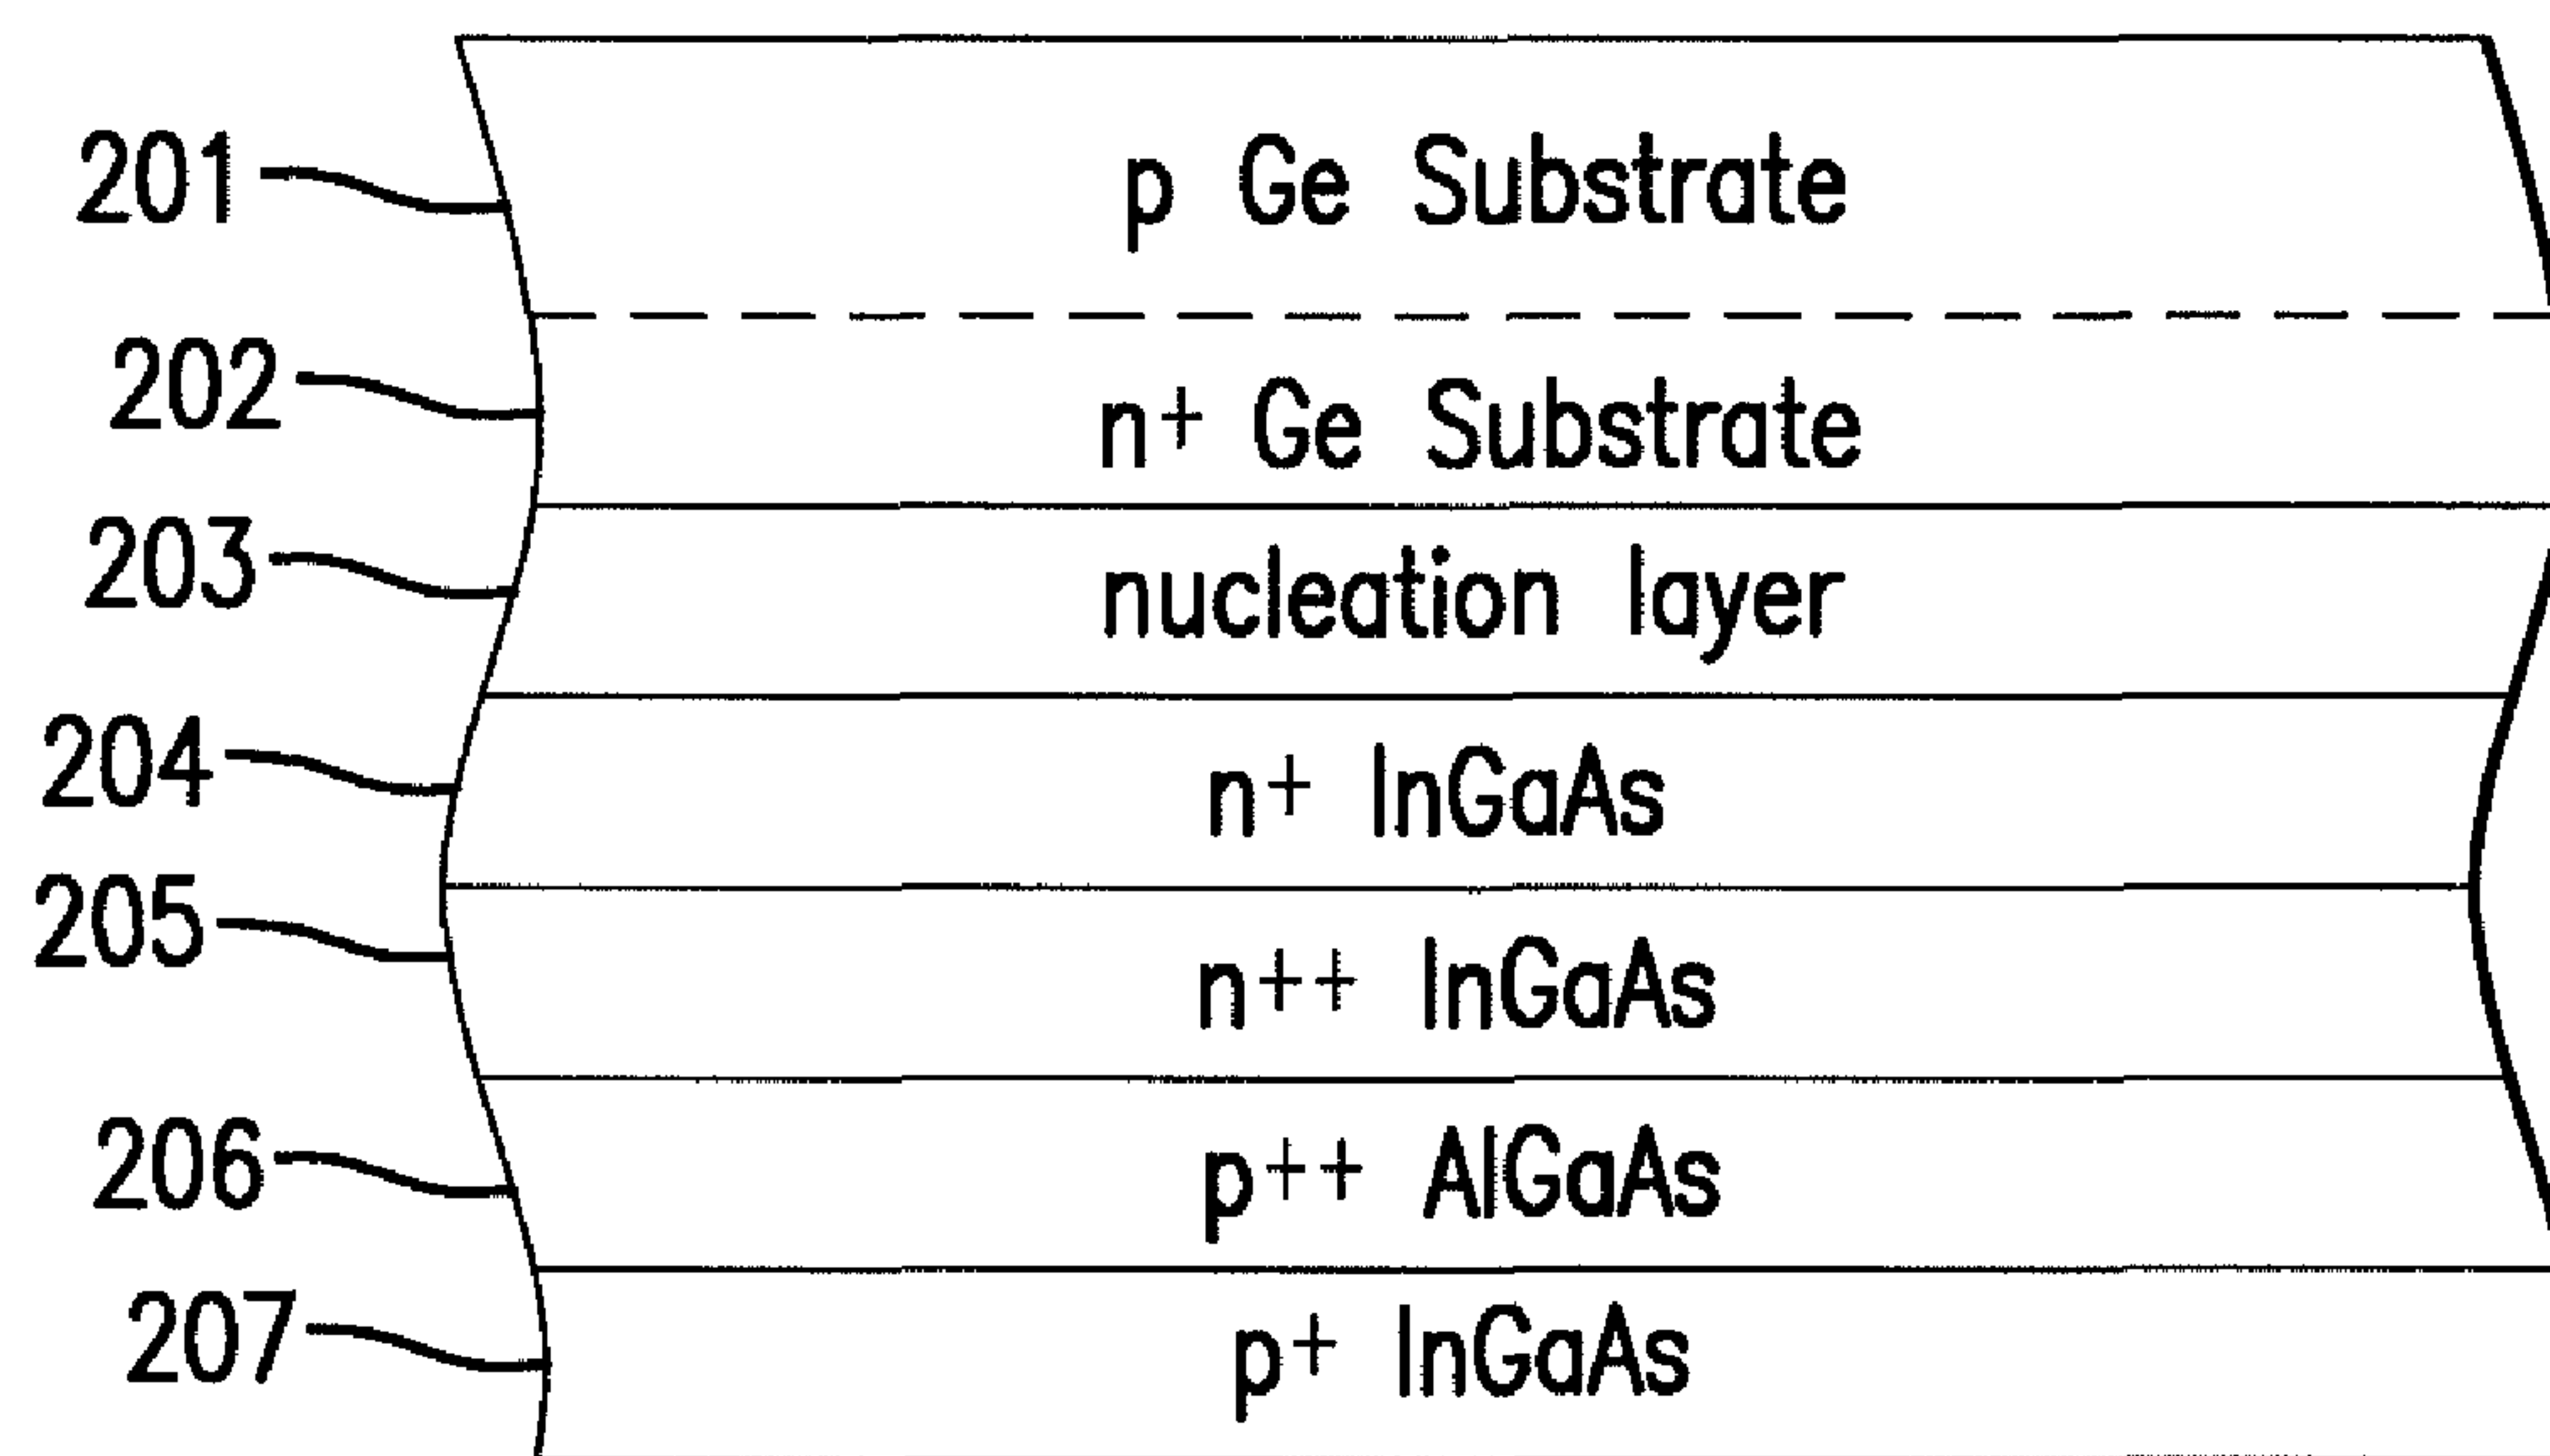 201 p Ge Substrate
202 n+ Ge Substrate
203 nucleation layer
204 n+ InGaAs
205 n++ InGaAs
206 p++ AlGaAs
207 p+ InGaAs